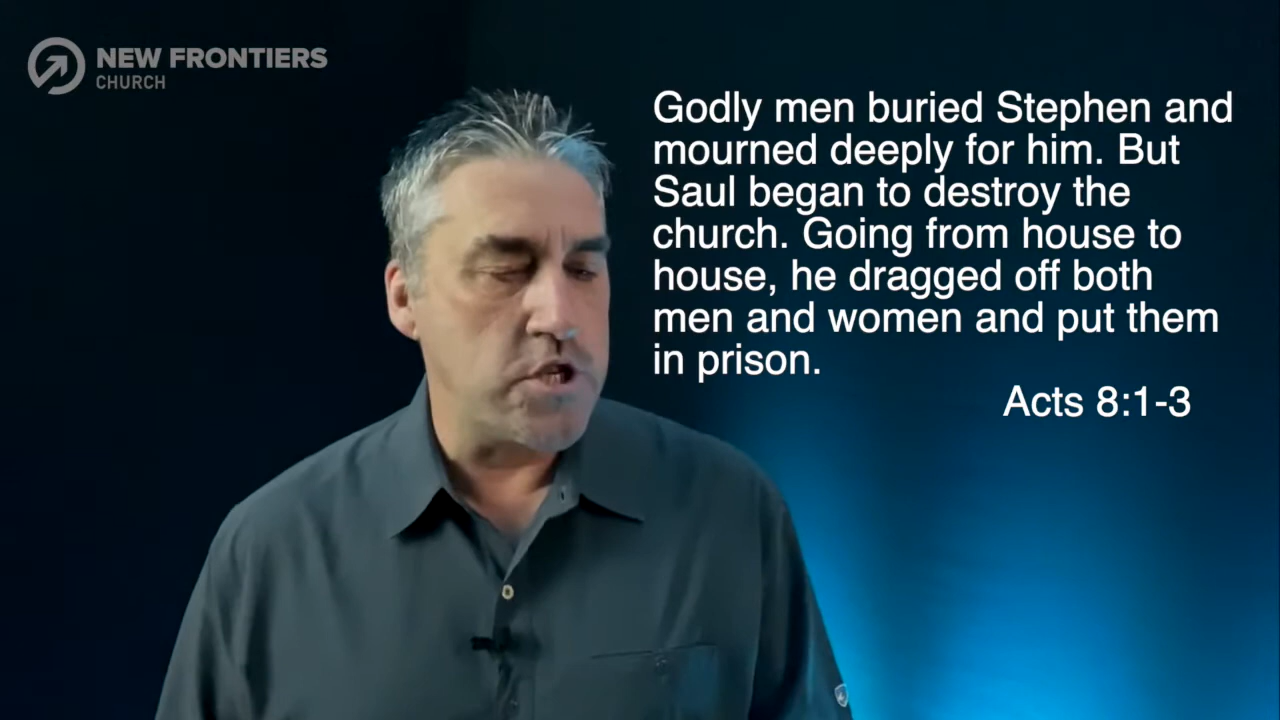 NEW FRONTIERS
CHURCH
Godly men buried Stephen and
mourned deeply for him. But
Saul began to destroy the
church. Going from house to
house, he dragged off both
men and women and put them
in prison.
Acts 8:1-3